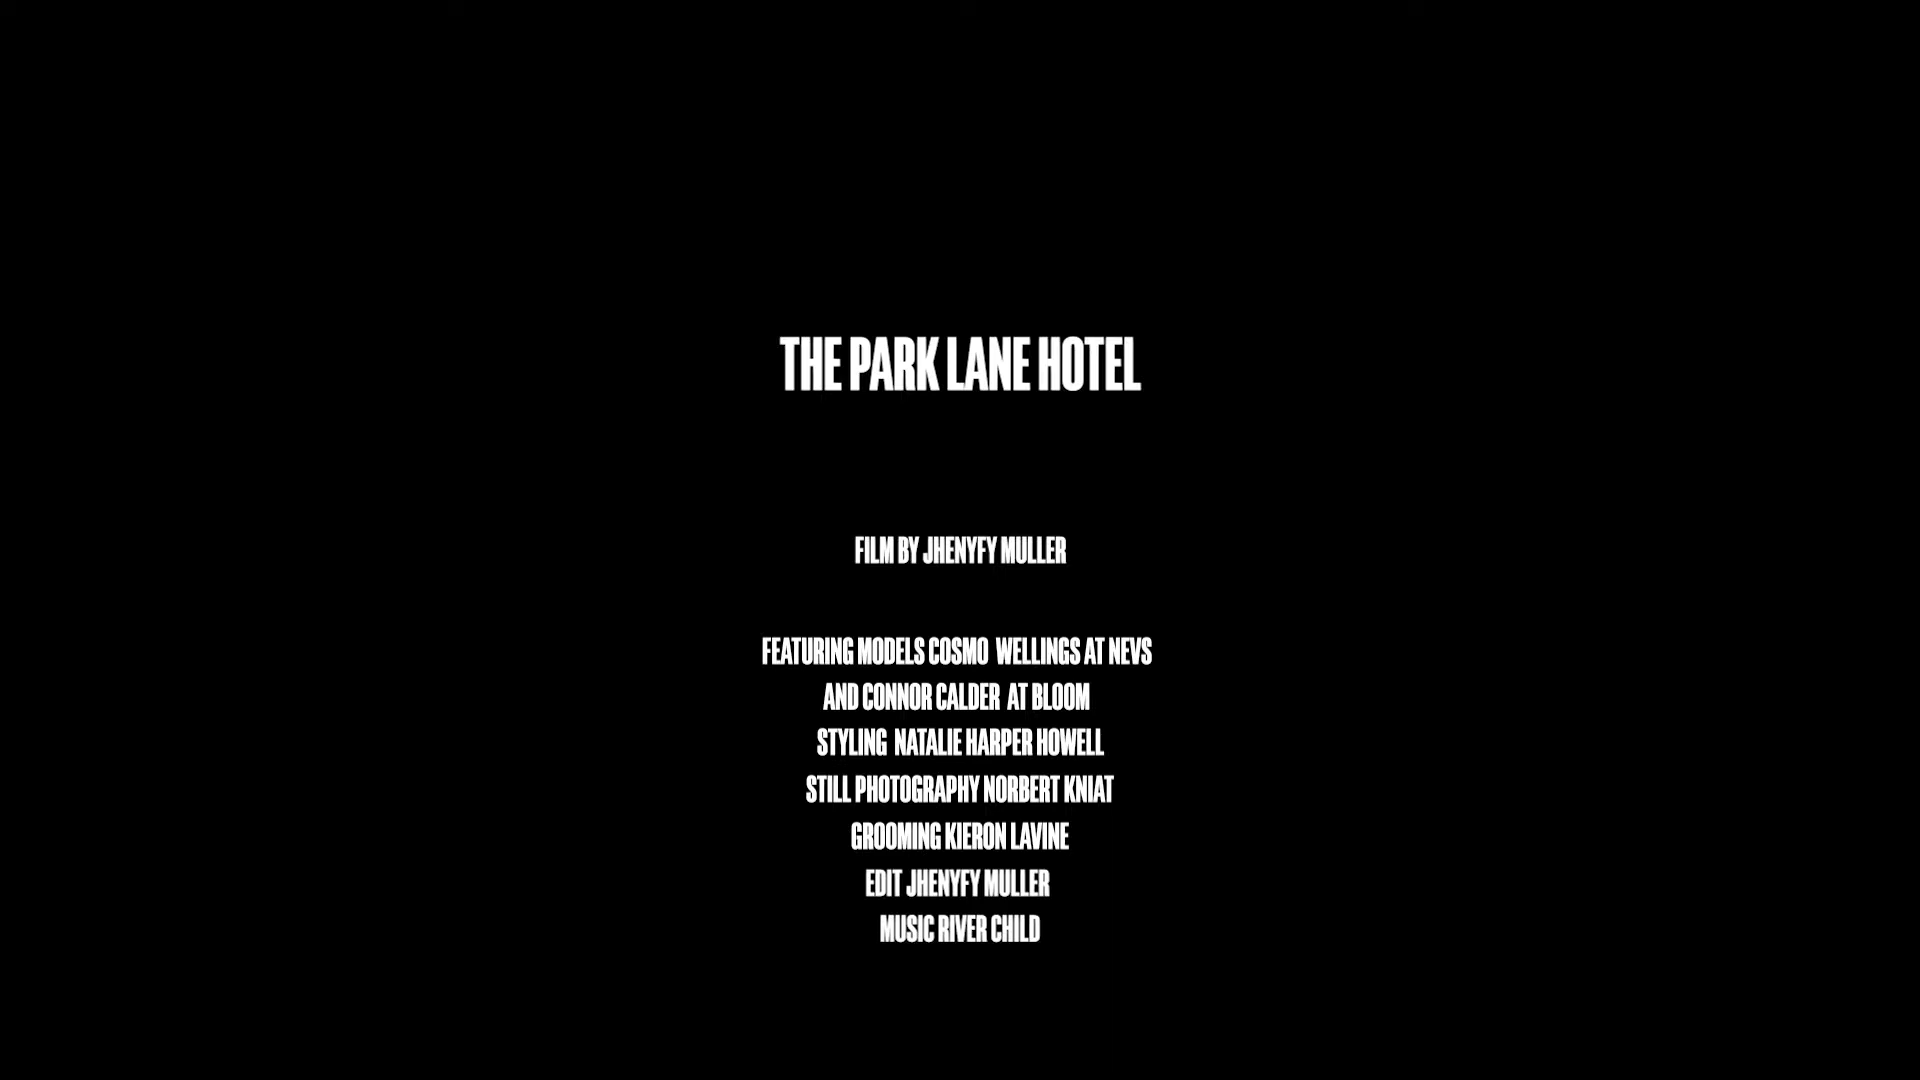 THE PARK LANE HOTEL
FILM BY JHENYFY MULLER
FEATURING MODELS COSMO WELLINGS AT NEVS
AND CONNOR CALDER AT BLOOM
STYLING NATALIE HARPER HOWELL
STILL PHOTOGRAPHY NORBERT KNIAT
GROOMING KIERON LAVINE
EDIT JHENYFY MULLER
MUSIC RIVER CHILD